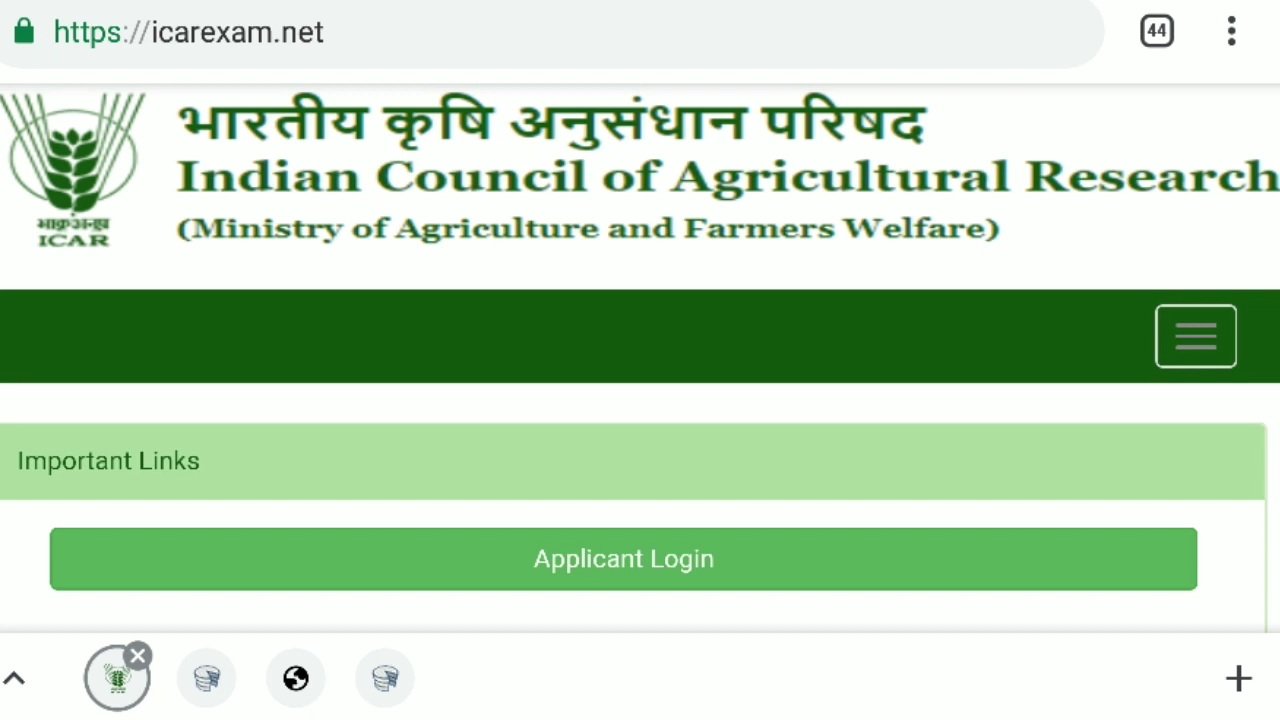 https://icarexam.net
44
भारतीय कृषि अनुसंधान परिषद
Indian Council of Agricultural Research
(Ministry of Agriculture and Farmers Welfare)
भाकृअनुप
ICAR
Important Links
Applicant Login